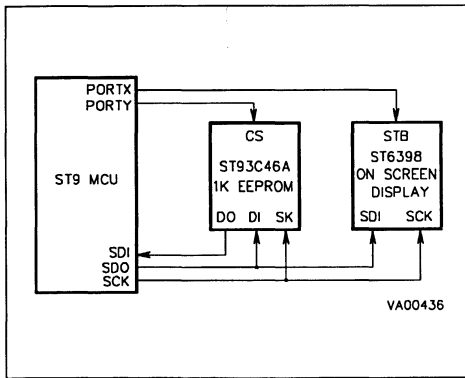 PORTX
PORTY
ST9 MCU
SDI
SDO
SCK
CS
ST93C46A
1K EEPROM
DO DI SK
STB
ST6398
ON SCREEN
DISPLAY
SDI SCK
VA00436